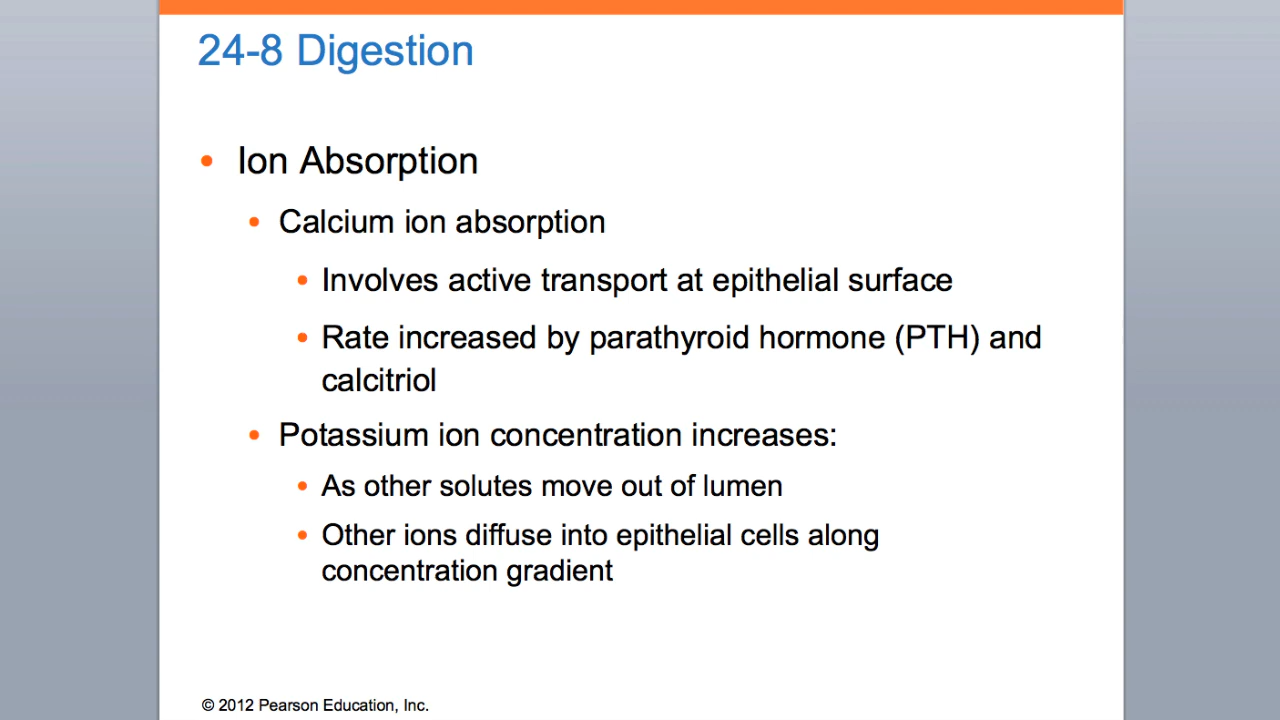 24-8 Digestion
• Ion Absorption
• Calcium ion absorption
• Involves active transport at epithelial surface
• Rate increased by parathyroid hormone (PTH) and
calcitriol
• Potassium ion concentration increases:
• As other solutes move out of lumen
• Other ions diffuse into epithelial cells along
concentration gradient
© 2012 Pearson Education, Inc.